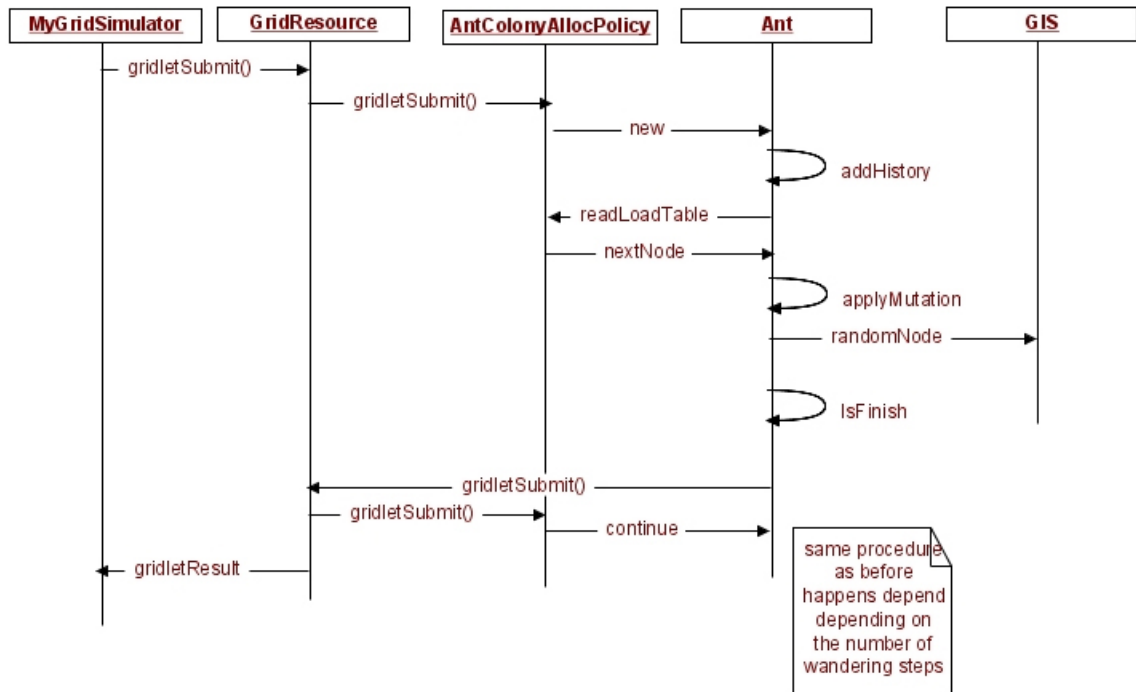 MyGridSimulator GridResource AntColonyAllocPolicy Ant GIS
gridletSubmit()
gridletSubmit()
new
addHistory
readLoadTable
nextNode
applyMutation
randomNode
IsFinish
gridletSubmit()
gridletSubmit()
continue
gridletResult
same procedure
as before
happens depend
depending on
the number of
wandering steps